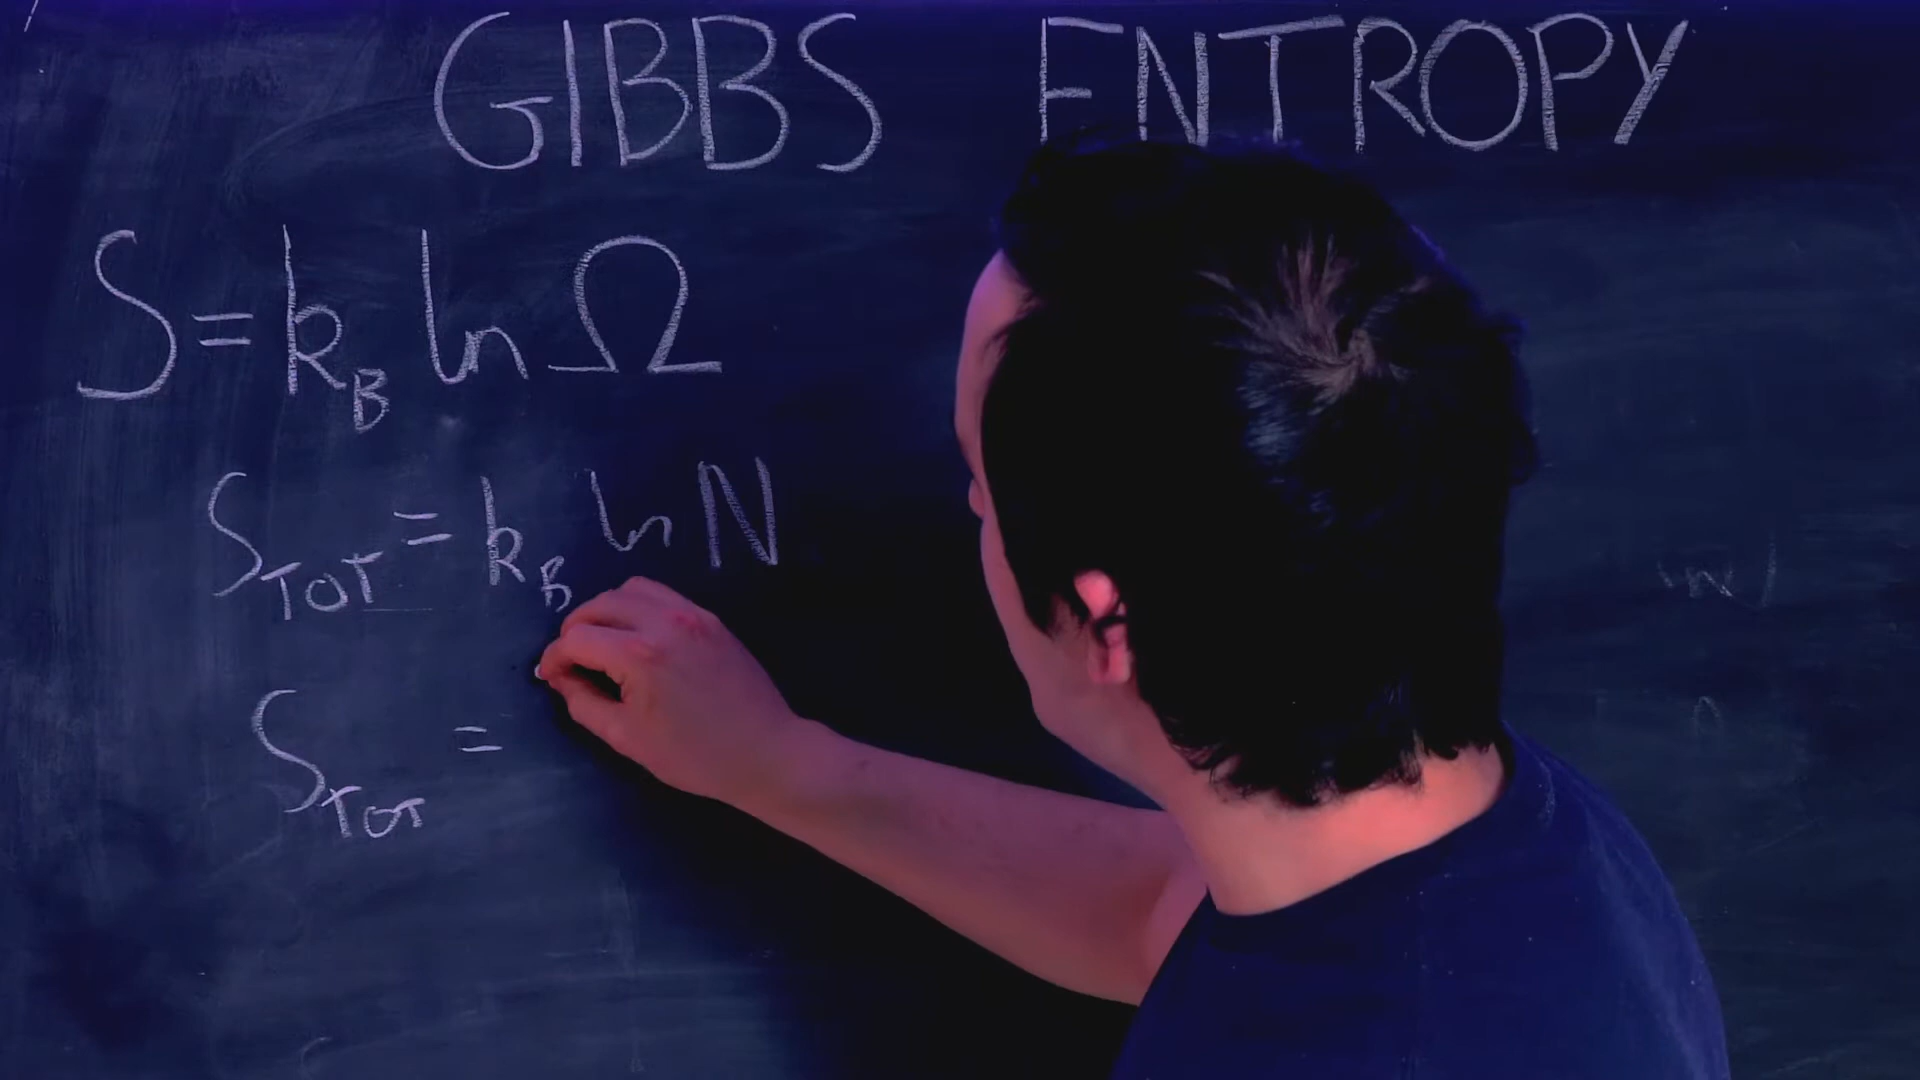 GIBBS ENTROPY
S = k_B ln Ω
S_TOT = k_B ln N
S_TOT =